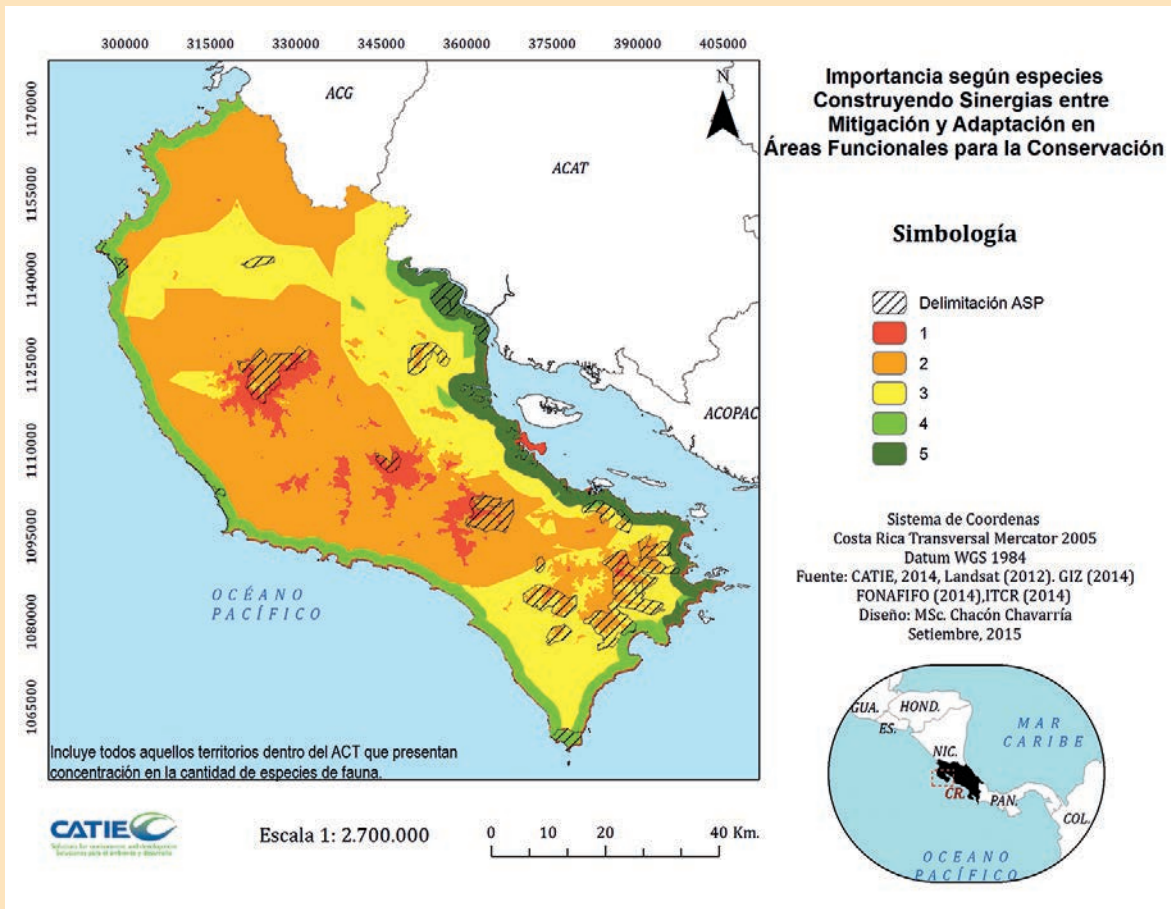 300000 315000 330000 345000 360000 375000 390000 405000
1170000
1155000
1140000
1125000
1110000
1095000
1080000
1065000
N
ACG
ACAT
ACOPAC
OCÉANO
PACÍFICO
Incluye todos aquellos territorios dentro del ACT que presentan
concentración en la cantidad de especies de fauna.
Importancia según especies
Construyendo Sinergias entre
Mitigación y Adaptación en
Áreas Funcionales para la Conservación
Simbología
Delimitación ASP
1
2
3
4
5
Sistema de Coordenas
Costa Rica Transversal Mercator 2005
Datum WGS 1984
Fuente: CATIE, 2014, Landsat (2012). GIZ (2014)
FONAFIFO (2014),ITCR (2014)
Diseño: MSc. Chacón Chavarría
Setiembre, 2015
GUA.
HOND.
ES.
NIC.
CR.
PAN.
COL.
MAR
CARIBE
OCEANO
PACÍFICO
CATIE
Soluciones para el ambiente y desarrollo
Escala 1: 2.700.000
0 10 20 40 Km.